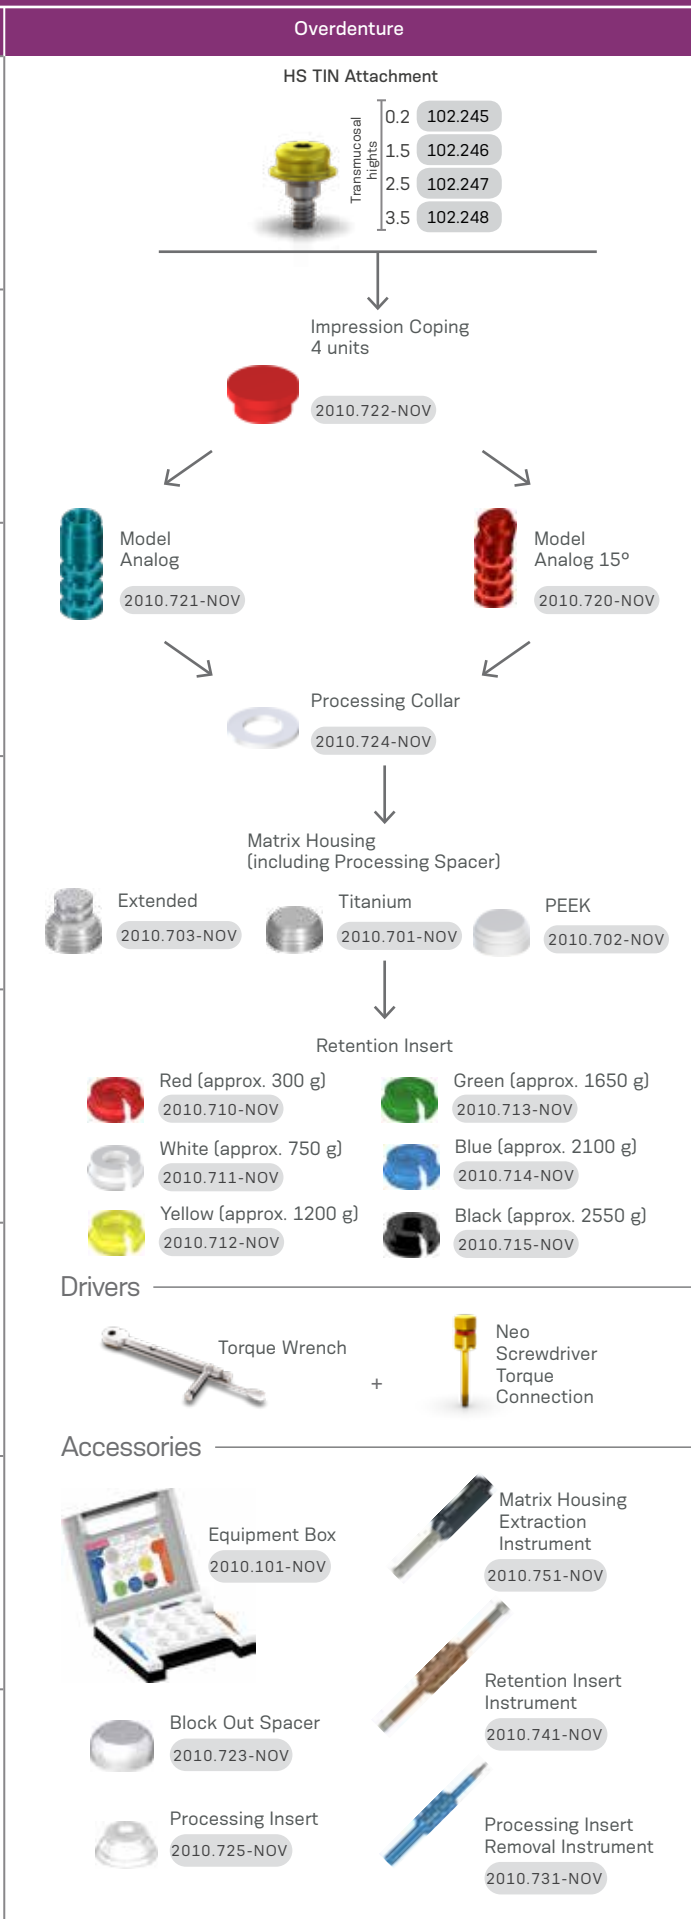 Overdenture
HS TIN Attachment
Transmucosal
hights
0.2 102.245
1.5 102.246
2.5 102.247
3.5 102.248
Impression Coping
4 units
2010.722-NOV
Model
Analog
2010.721-NOV
Model
Analog 15°
2010.720-NOV
Processing Collar
2010.724-NOV
Matrix Housing
(including Processing Spacer)
Extended
2010.703-NOV
Titanium
2010.701-NOV
PEEK
2010.702-NOV
Retention Insert
Red (approx. 300 g)
2010.710-NOV
Green (approx. 1650 g)
2010.713-NOV
White (approx. 750 g)
2010.711-NOV
Blue (approx. 2100 g)
2010.714-NOV
Yellow (approx. 1200 g)
2010.712-NOV
Black (approx. 2550 g)
2010.715-NOV
Drivers
Torque Wrench
+
Neo
Screwdriver
Torque
Connection
Accessories
Equipment Box
2010.101-NOV
Matrix Housing
Extraction
Instrument
2010.751-NOV
Retention Insert
Instrument
2010.741-NOV
Block Out Spacer
2010.723-NOV
Processing Insert
2010.725-NOV
Processing Insert
Removal Instrument
2010.731-NOV